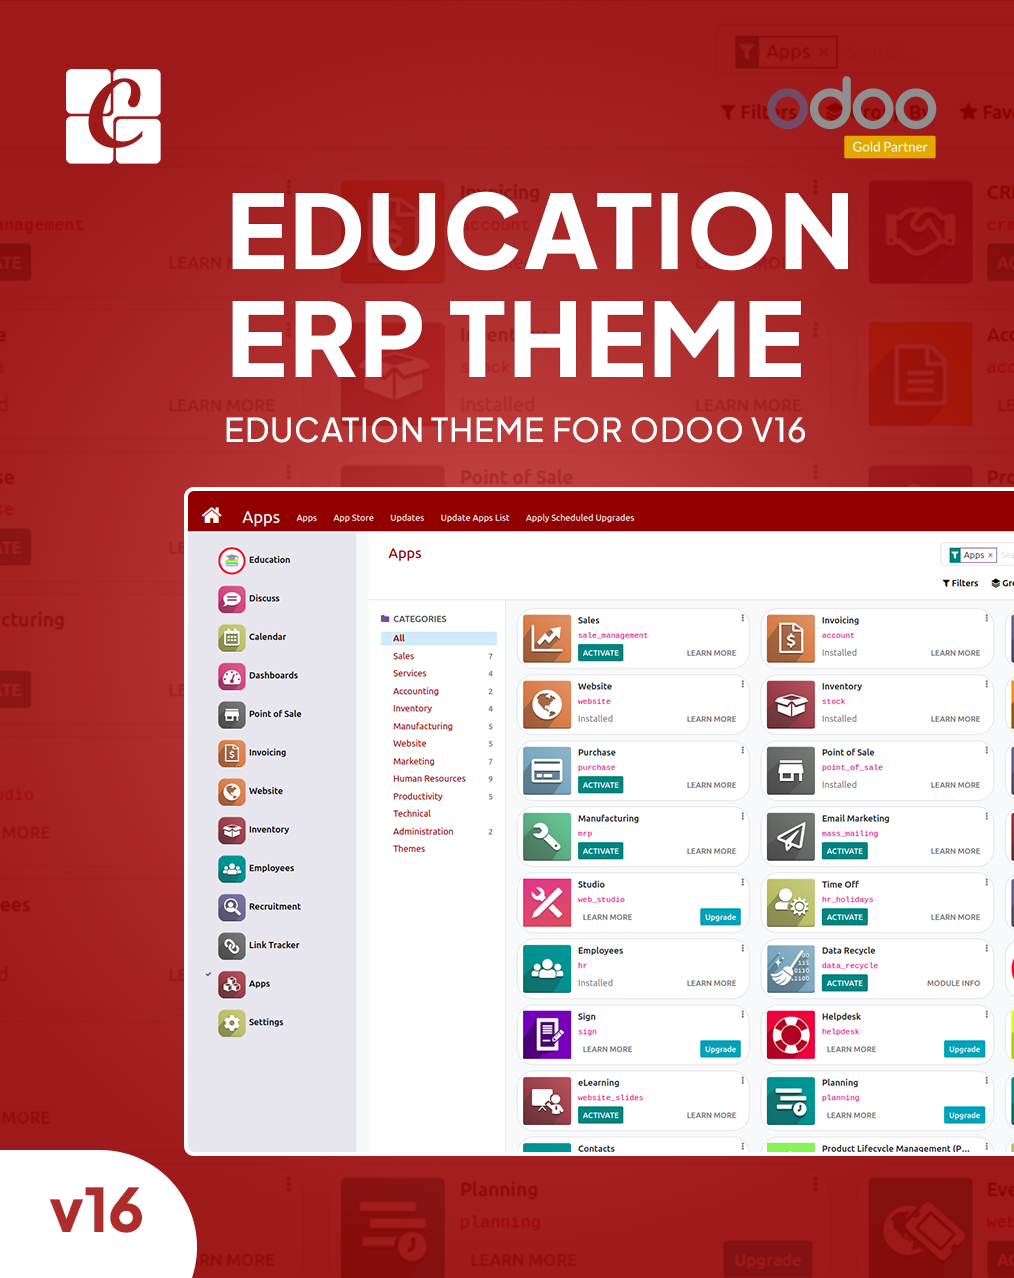 C
odoo
Gold Partner
EDUCATION
ERP THEME
EDUCATION THEME FOR ODOO V16
Apps
Apps
App Store
Updates
Update Apps List
Apply Scheduled Upgrades
Education
Discuss
Calendar
Dashboards
Point of Sale
Invoicing
Website
Inventory
Employees
Recruitment
Link Tracker
Apps
Settings
Apps
Apps ×
Filters
CATEGORIES
All
Sales 7
Services 4
Accounting 2
Inventory 4
Manufacturing 5
Website 5
Marketing 7
Human Resources 9
Productivity 5
Technical
Administration 2
Themes
Sales
sale_management
ACTIVATE LEARN MORE
Invoicing
account
Installed LEARN MORE
Website
website
Installed LEARN MORE
Inventory
stock
Installed LEARN MORE
Purchase
purchase
ACTIVATE LEARN MORE
Point of Sale
point_of_sale
Installed LEARN MORE
Manufacturing
mrp
ACTIVATE LEARN MORE
Email Marketing
mass_mailing
ACTIVATE LEARN MORE
Studio
web_studio
LEARN MORE Upgrade
Time Off
hr_holidays
ACTIVATE LEARN MORE
Employees
hr
Installed LEARN MORE
Data Recycle
data_recycle
ACTIVATE MODULE INFO
Sign
sign
LEARN MORE Upgrade
Helpdesk
helpdesk
LEARN MORE Upgrade
eLearning
website_slides
ACTIVATE LEARN MORE
Planning
planning
LEARN MORE Upgrade
Contacts
Product Lifecycle Management (P...
v16
Planning
planning
LEARN MORE
Upgrade